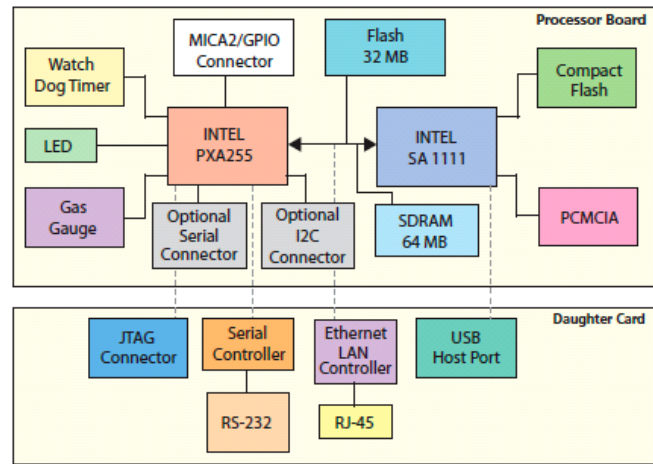 Processor Board
MICA2/GPIO
Connector
Flash
32 MB
Watch
Dog Timer
Compact
Flash
LED
INTEL
PXA255
INTEL
SA 1111
Gas
Gauge
Optional
Serial
Connector
Optional
I2C
Connector
SDRAM
64 MB
PCMCIA
Daughter Card
JTAG
Connector
Serial
Controller
Ethernet
LAN
Controller
USB
Host Port
RS-232
RJ-45